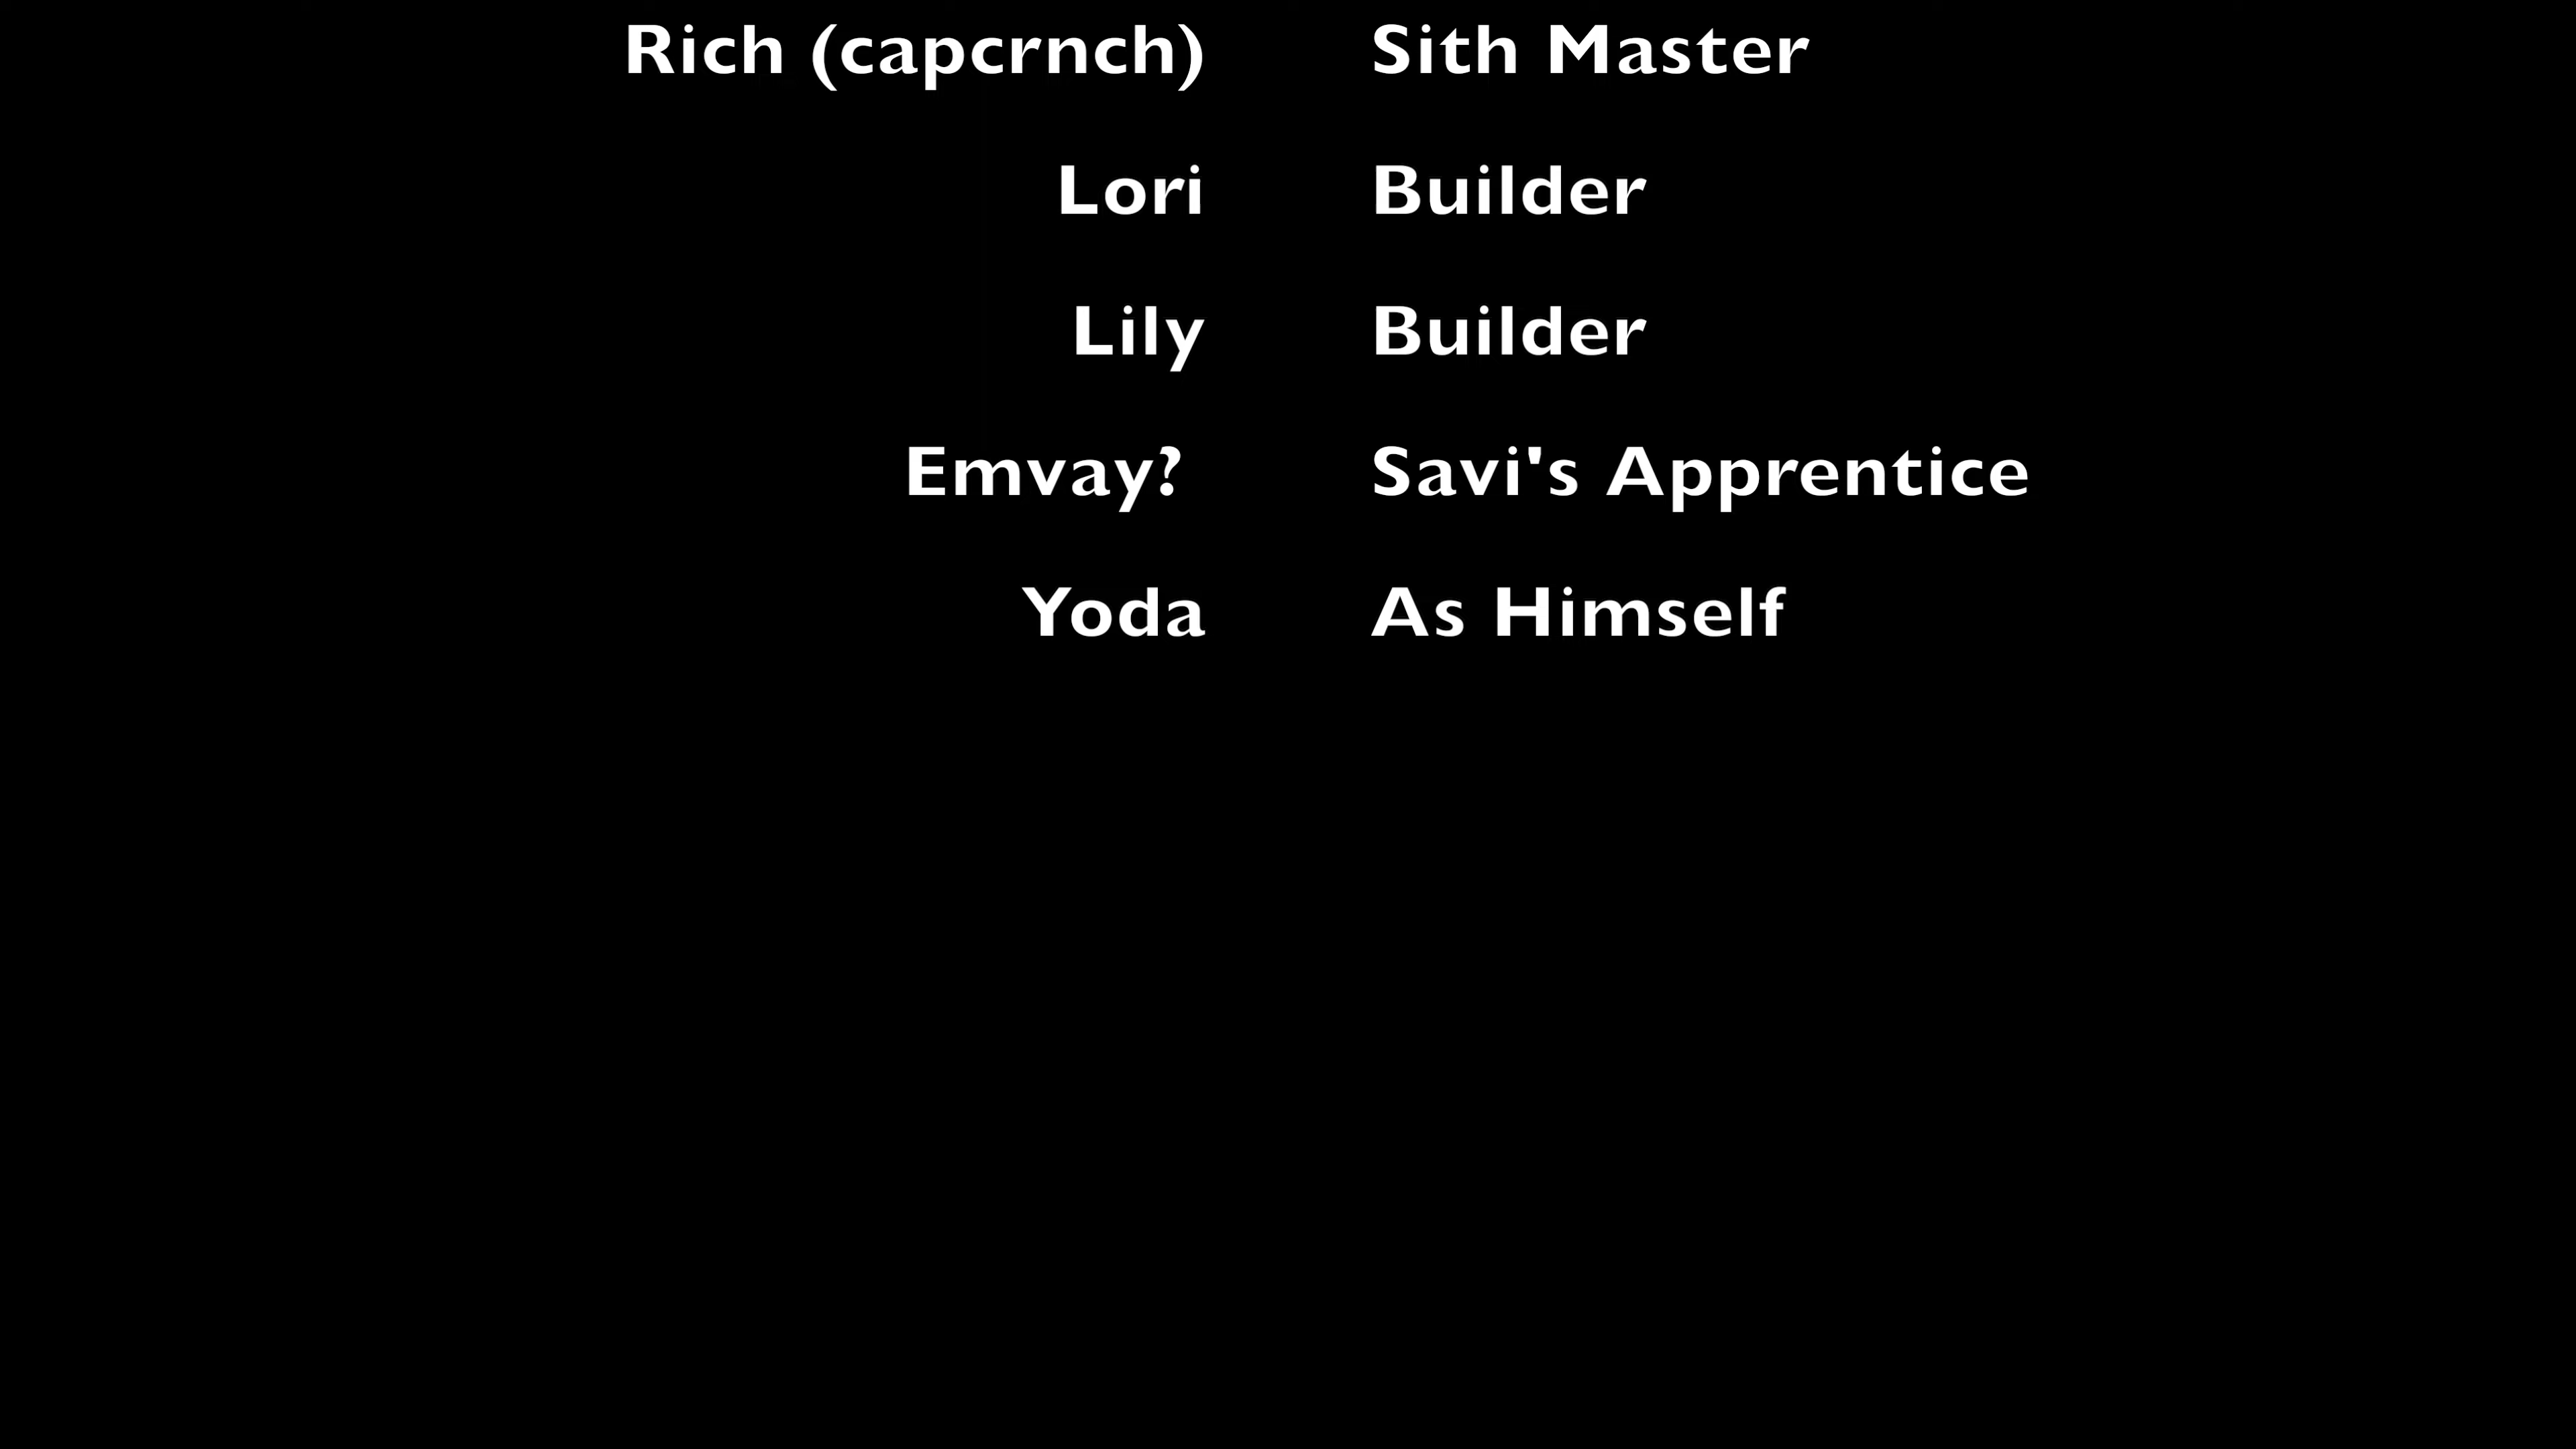 Rich (capcrnch) Sith Master
Lori Builder
Lily Builder
Emvay? Savi's Apprentice
Yoda As Himself